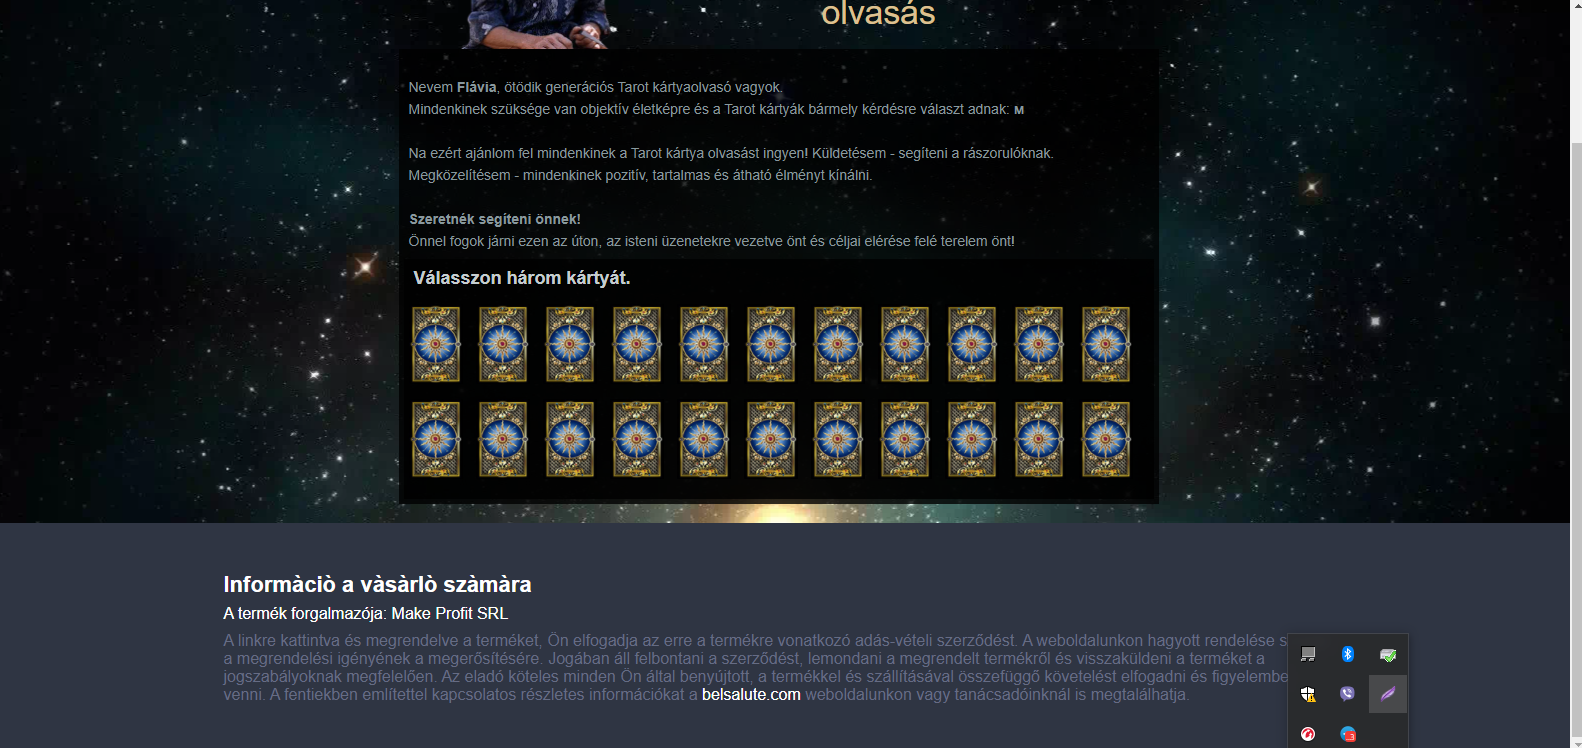 olvasás
Nevem Flávia, ötödik generációs Tarot kártyaolvasó vagyok.
Mindenkinek szüksége van objektív életképre és a Tarot kártyák bármely kérdésre választ adnak: м
Na ezért ajánlom fel mindenkinek a Tarot kártya olvasást ingyen! Küldetésem - segíteni a rászorulóknak.
Megközelítésem - mindenkinek pozitív, tartalmas és átható élményt kínálni.
Szeretnék segíteni önnek!
Önnel fogok járni ezen az úton, az isteni üzenetekre vezetve önt és céljai elérése felé terelem önt!
Válasszon három kártyát.
Informàciò a vàsàrlò szàmàra
A termék forgalmazója: Make Profit SRL
A linkre kattintva és megrendelve a terméket, Ön elfogadja az erre a termékre vonatkozó adás-vételi szerződést. A weboldalunkon hagyott rendelése
a megrendelési igényének a megerősítésére. Jogában áll felbontani a szerződést, lemondani a megrendelt termékről és visszaküldeni a terméket a
jogszabályoknak megfelelően. Az eladó köteles minden Ön által benyújtott, a termékkel és szállításával összefüggő követelést elfogadni és figyelembe
venni. A fentiekben említettel kapcsolatos részletes információkat a belsalute.com weboldalunkon vagy tanácsadóinknál is megtalálhatja.